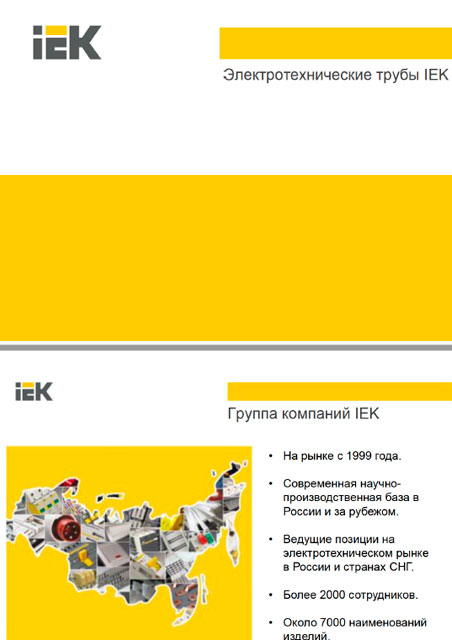 iEK
Электротехнические трубы IEK
iEK
Группа компаний IEK
• На рынке с 1999 года.
• Современная научно-
производственная база в
России и за рубежом.
• Ведущие позиции на
электротехническом рынке
в России и странах СНГ.
• Более 2000 сотрудников.
• Около 7000 наименований
изделий.